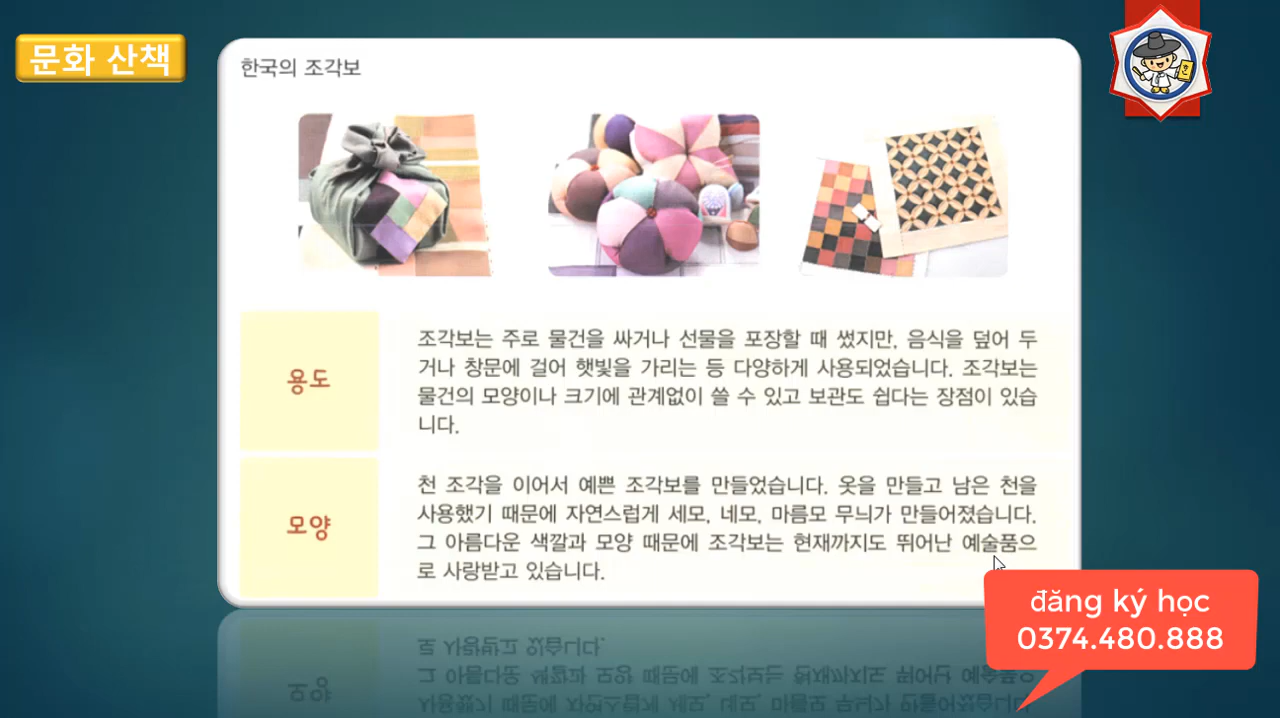 문화 산책
한국의 조각보
용도
조각보는 주로 물건을 싸거나 선물을 포장할 때 썼지만, 음식을 덮어 두
거나 창문에 걸어 햇빛을 가리는 등 다양하게 사용되었습니다. 조각보는
물건의 모양이나 크기에 관계없이 쓸 수 있고 보관도 쉽다는 장점이 있습
니다.
모양
천 조각을 이어서 예쁜 조각보를 만들었습니다. 옷을 만들고 남은 천을
사용했기 때문에 자연스럽게 세모, 네모, 마름모 무늬가 만들어졌습니다.
그 아름다운 색깔과 모양 때문에 조각보는 현재까지도 뛰어난 예술품으
로 사랑받고 있습니다.
đăng ký học
0374.480.888